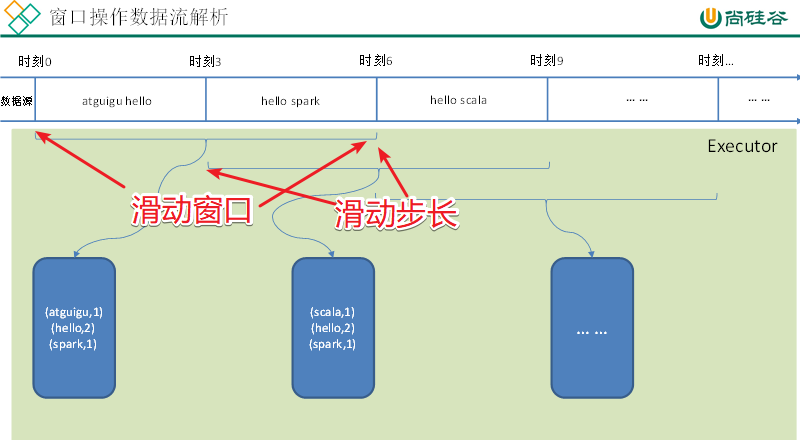 窗口操作数据流解析
尚硅谷
时刻0 时刻3 时刻6 时刻9 时刻...
数据源 atguigu hello hello spark hello scala ... ... ... ...
Executor
滑动窗口 滑动步长
(atguigu,1)
(hello,2)
(spark,1)
(scala,1)
(hello,2)
(spark,1)
... ...